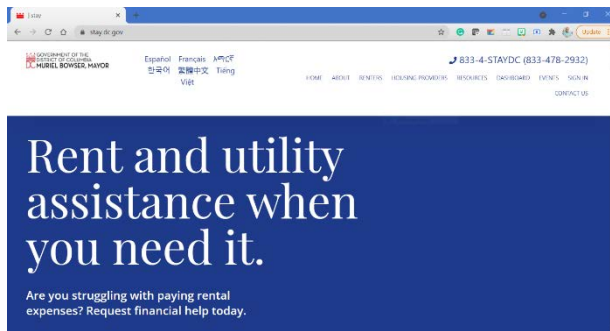 stay
stay.dc.gov
Update
GOVERNMENT OF THE
DISTRICT OF COLUMBIA
MURIEL BOWSER, MAYOR
Español Français አማርኛ
한국어 繁體中文 Tiếng
Việt
833-4-STAYDC (833-478-2932)
HOME ABOUT RENTERS HOUSING PROVIDERS RESOURCES DASHBOARD EVENTS SIGN IN
CONTACT US
Rent and utility
assistance when
you need it.
Are you struggling with paying rental
expenses? Request financial help today.